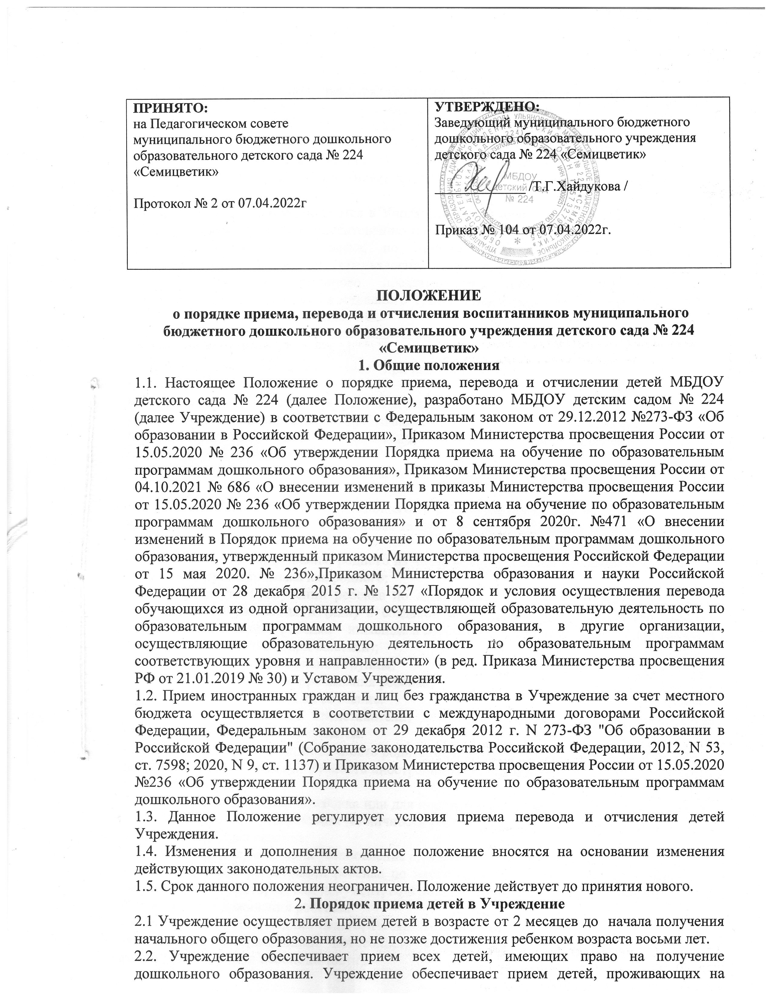 ПРИНЯТО:
на Педагогическом совете
муниципального бюджетного дошкольного
образовательного детского сада № 224
«Семицветик»
Протокол № 2 от 07.04.2022г
УТВЕРЖДЕНО:
Заведующий муниципального бюджетного
дошкольного образовательного учреждения
детского сада № 224 «Семицветик»
/Т.Г.Хайдукова /
Приказ № 104 от 07.04.2022г.
МБДОУ
детский сад
№ 224
ПОЛОЖЕНИЕ
о порядке приема, перевода и отчисления воспитанников муниципального
бюджетного дошкольного образовательного учреждения детского сада № 224
«Семицветик»
1. Общие положения
1.1. Настоящее Положение о порядке приема, перевода и отчислении детей МБДОУ
детского сада № 224 (далее Положение), разработано МБДОУ детским садом № 224
(далее Учреждение) в соответствии с Федеральным законом от 29.12.2012 №273-ФЗ «Об
образовании в Российской Федерации», Приказом Министерства просвещения России от
15.05.2020 № 236 «Об утверждении Порядка приема на обучение по образовательным
программам дошкольного образования», Приказом Министерства просвещения России от
04.10.2021 № 686 «О внесении изменений в приказы Министерства просвещения России
от 15.05.2020 № 236 «Об утверждении Порядка приема на обучение по образовательным
программам дошкольного образования» и от 8 сентября 2020г. №471 «О внесении
изменений в Порядок приема на обучение по образовательным программам дошкольного
образования, утвержденный приказом Министерства просвещения Российской Федерации
от 15 мая 2020. № 236»,Приказом Министерства образования и науки Российской
Федерации от 28 декабря 2015 г. № 1527 «Порядок и условия осуществления перевода
обучающихся из одной организации, осуществляющей образовательную деятельность по
образовательным программам дошкольного образования, в другие организации,
осуществляющие образовательную деятельность по образовательным программам
соответствующих уровня и направленности» (в ред. Приказа Министерства просвещения
РФ от 21.01.2019 № 30) и Уставом Учреждения.
1.2. Прием иностранных граждан и лиц без гражданства в Учреждение за счет местного
бюджета осуществляется в соответствии с международными договорами Российской
Федерации, Федеральным законом от 29 декабря 2012 г. N 273-ФЗ "Об образовании в
Российской Федерации" (Собрание законодательства Российской Федерации, 2012, N 53,
ст. 7598; 2020, N 9, ст. 1137) и Приказом Министерства просвещения России от 15.05.2020
№236 «Об утверждении Порядка приема на обучение по образовательным программам
дошкольного образования».
1.3. Данное Положение регулирует условия приема перевода и отчисления детей
Учреждения.
1.4. Изменения и дополнения в данное положение вносятся на основании изменения
действующих законодательных актов.
1.5. Срок данного положения неограничен. Положение действует до принятия нового.
2. Порядок приема детей в Учреждение
2.1 Учреждение осуществляет прием детей в возрасте от 2 месяцев до начала получения
начального общего образования, но не позже достижения ребенком возраста восьми лет.
2.2. Учреждение обеспечивает прием всех детей, имеющих право на получение
дошкольного образования. Учреждение обеспечивает прием детей, проживающих на